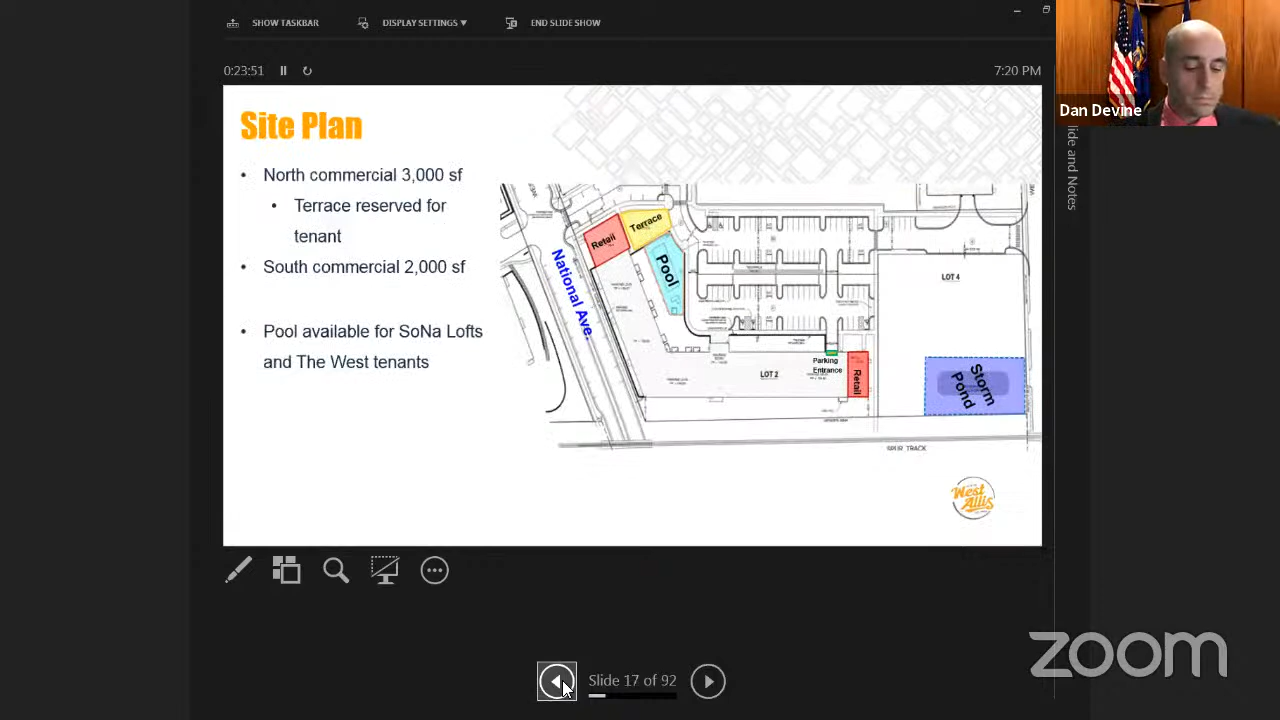 SHOW TASKBAR
DISPLAY SETTINGS
END SLIDE SHOW
0:23:51
7:20 PM
Dan Devine
lide and Notes
Site Plan
• North commercial 3,000 sf
• Terrace reserved for
tenant
• South commercial 2,000 sf
• Pool available for SoNa Lofts
and The West tenants
Retail
Terrace
Pool
National Ave.
LOT 4
Parking
Entrance
LOT 2
Retail
Storm
Pond
SPUR TRACK
West
Allis
Slide 17 of 92
zoom